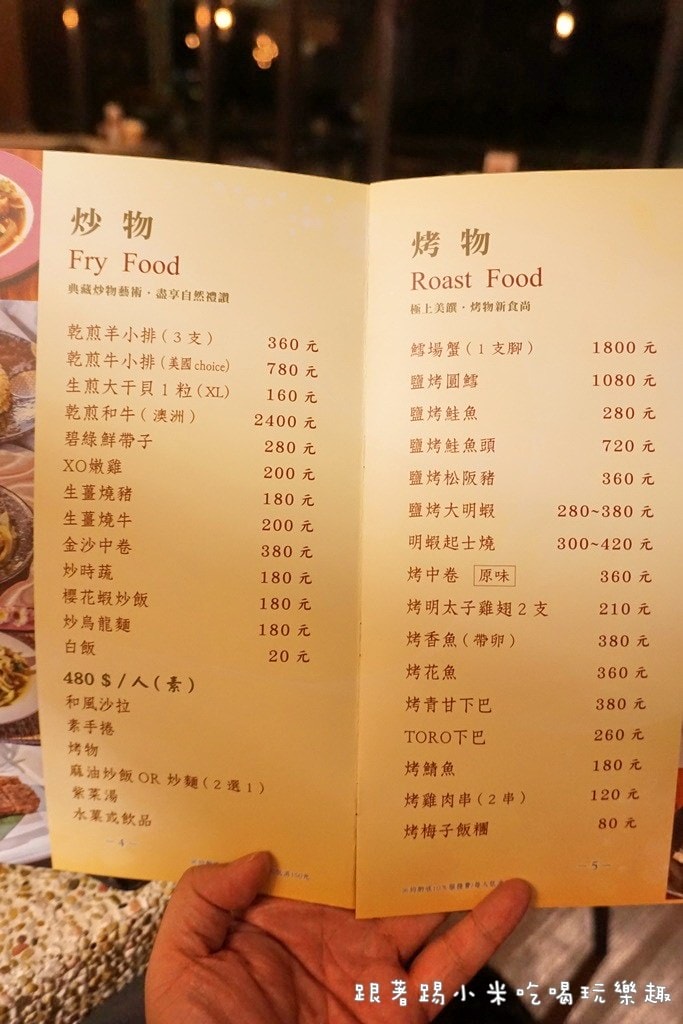 炒物
Fry Food
典藏炒物藝術．盡享自然禮讚
乾煎羊小排(3支) 360元
乾煎牛小排(美國choice) 780元
生煎大干貝1粒(XL) 160元
乾煎和牛(澳洲) 2400元
碧綠鮮帶子 280元
XO嫩雞 200元
生薑燒豬 180元
生薑燒牛 200元
金沙中卷 380元
炒時蔬 180元
櫻花蝦炒飯 180元
炒烏龍麵 180元
白飯 20元
480 $/人(素)
和風沙拉
素手捲
烤物
麻油炒飯OR炒麵(2選1)
紫菜湯
水菓或飲品
-4-
烤物
Roast Food
極上美饌．烤物新食尚
鱈場蟹(1支腳) 1800元
鹽烤圓鱈 1080元
鹽烤鮭魚 280元
鹽烤鮭魚頭 720元
鹽烤松阪豬 360元
鹽烤大明蝦 280~380元
明蝦起士燒 300~420元
烤中卷 原味 360元
烤明太子雞翅2支 210元
烤香魚(帶卵) 380元
烤花魚 360元
烤青甘下巴 380元
TORO下巴 260元
烤鯖魚 180元
烤雞肉串(2串) 120元
烤梅子飯糰 80元
-5-
跟著踢小米吃喝玩樂趣